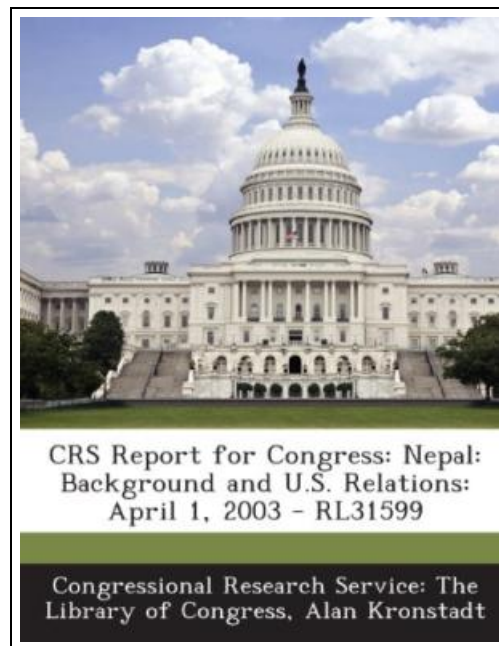 CRS Report for Congress: Nepal:
Background and U.S. Relations:
April 1, 2003 - RL31599
Congressional Research Service: The
Library of Congress, Alan Kronstadt